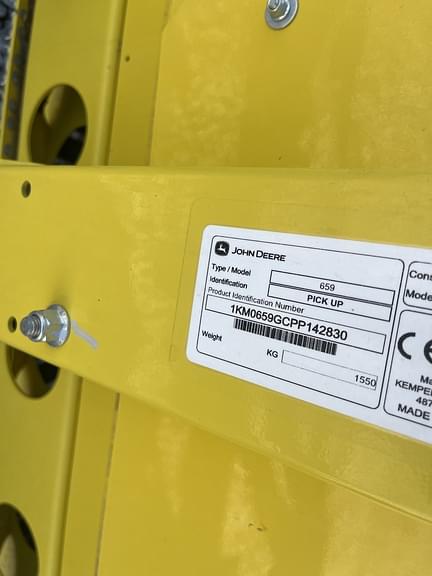 JOHN DEERE
Type / Model
659
Identification
PICK UP
Product Identification Number
1KM0659GCPP142830
Weight
KG
1550
Cons
Mode
CE
Ma
KEMPE
487
MADE